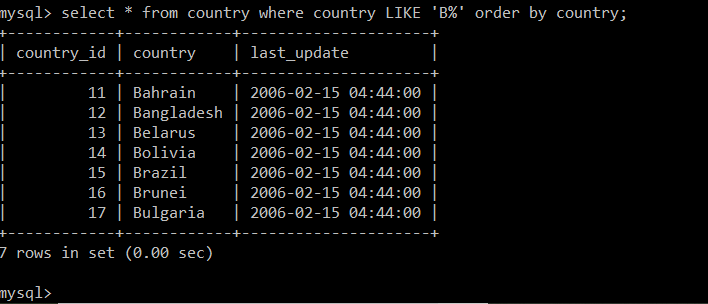 mysql> select * from country where country LIKE 'B%' order by country;
+------------+------------+---------------------+
| country_id | country    | last_update         |
+------------+------------+---------------------+
|         11 | Bahrain    | 2006-02-15 04:44:00 |
|         12 | Bangladesh | 2006-02-15 04:44:00 |
|         13 | Belarus    | 2006-02-15 04:44:00 |
|         14 | Bolivia    | 2006-02-15 04:44:00 |
|         15 | Brazil     | 2006-02-15 04:44:00 |
|         16 | Brunei     | 2006-02-15 04:44:00 |
|         17 | Bulgaria   | 2006-02-15 04:44:00 |
+------------+------------+---------------------+
7 rows in set (0.00 sec)
mysql>